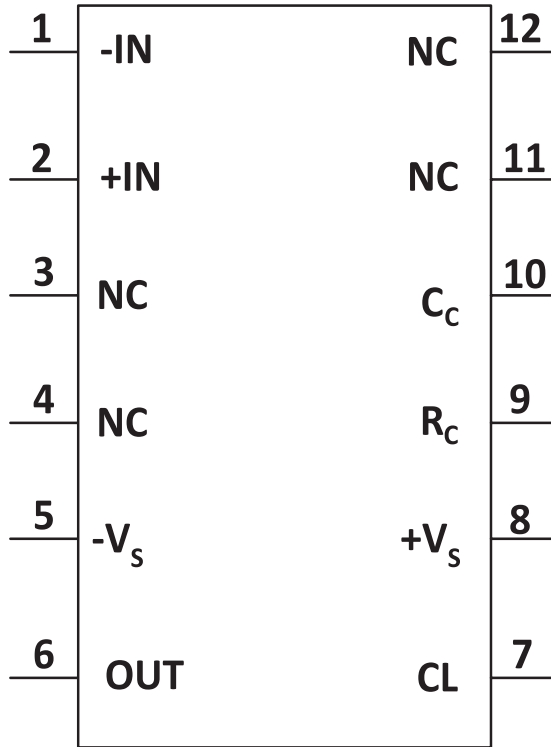 1 -IN NC 12
2 +IN NC 11
3 NC C_C 10
4 NC R_C 9
5 -V_S +V_S 8
6 OUT CL 7